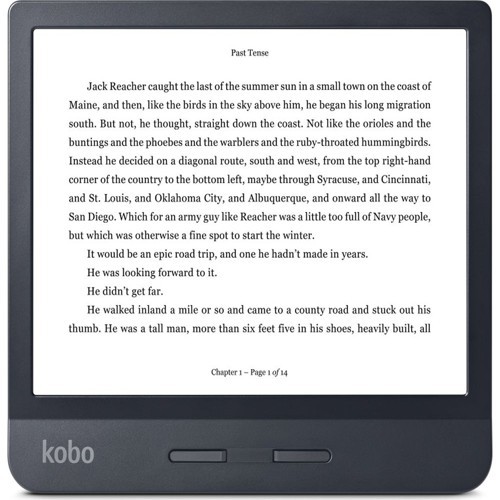 Past Tense
Jack Reacher caught the last of the summer sun in a small town on the coast of
Maine, and then, like the birds in the sky above him, he began his long migration
south. But not, he thought, straight down the coast. Not like the orioles and the
buntings and the phoebes and the warblers and the ruby-throated hummingbirds.
Instead he decided on a diagonal route, south and west, from the top right-hand
corner of the country to the bottom left, maybe through Syracuse, and Cincinnati,
and St. Louis, and Oklahoma City, and Albuquerque, and onward all the way to
San Diego. Which for an army guy like Reacher was a little too full of Navy people,
but which was otherwise a fine spot to start the winter.
It would be an epic road trip, and one he hadn't made in years.
He was looking forward to it.
He didn't get far.
He walked inland a mile or so and came to a county road and stuck out his
thumb. He was a tall man, more than six feet five in his shoes, heavily built, all
Chapter 1 – Page 1 of 14
kobo